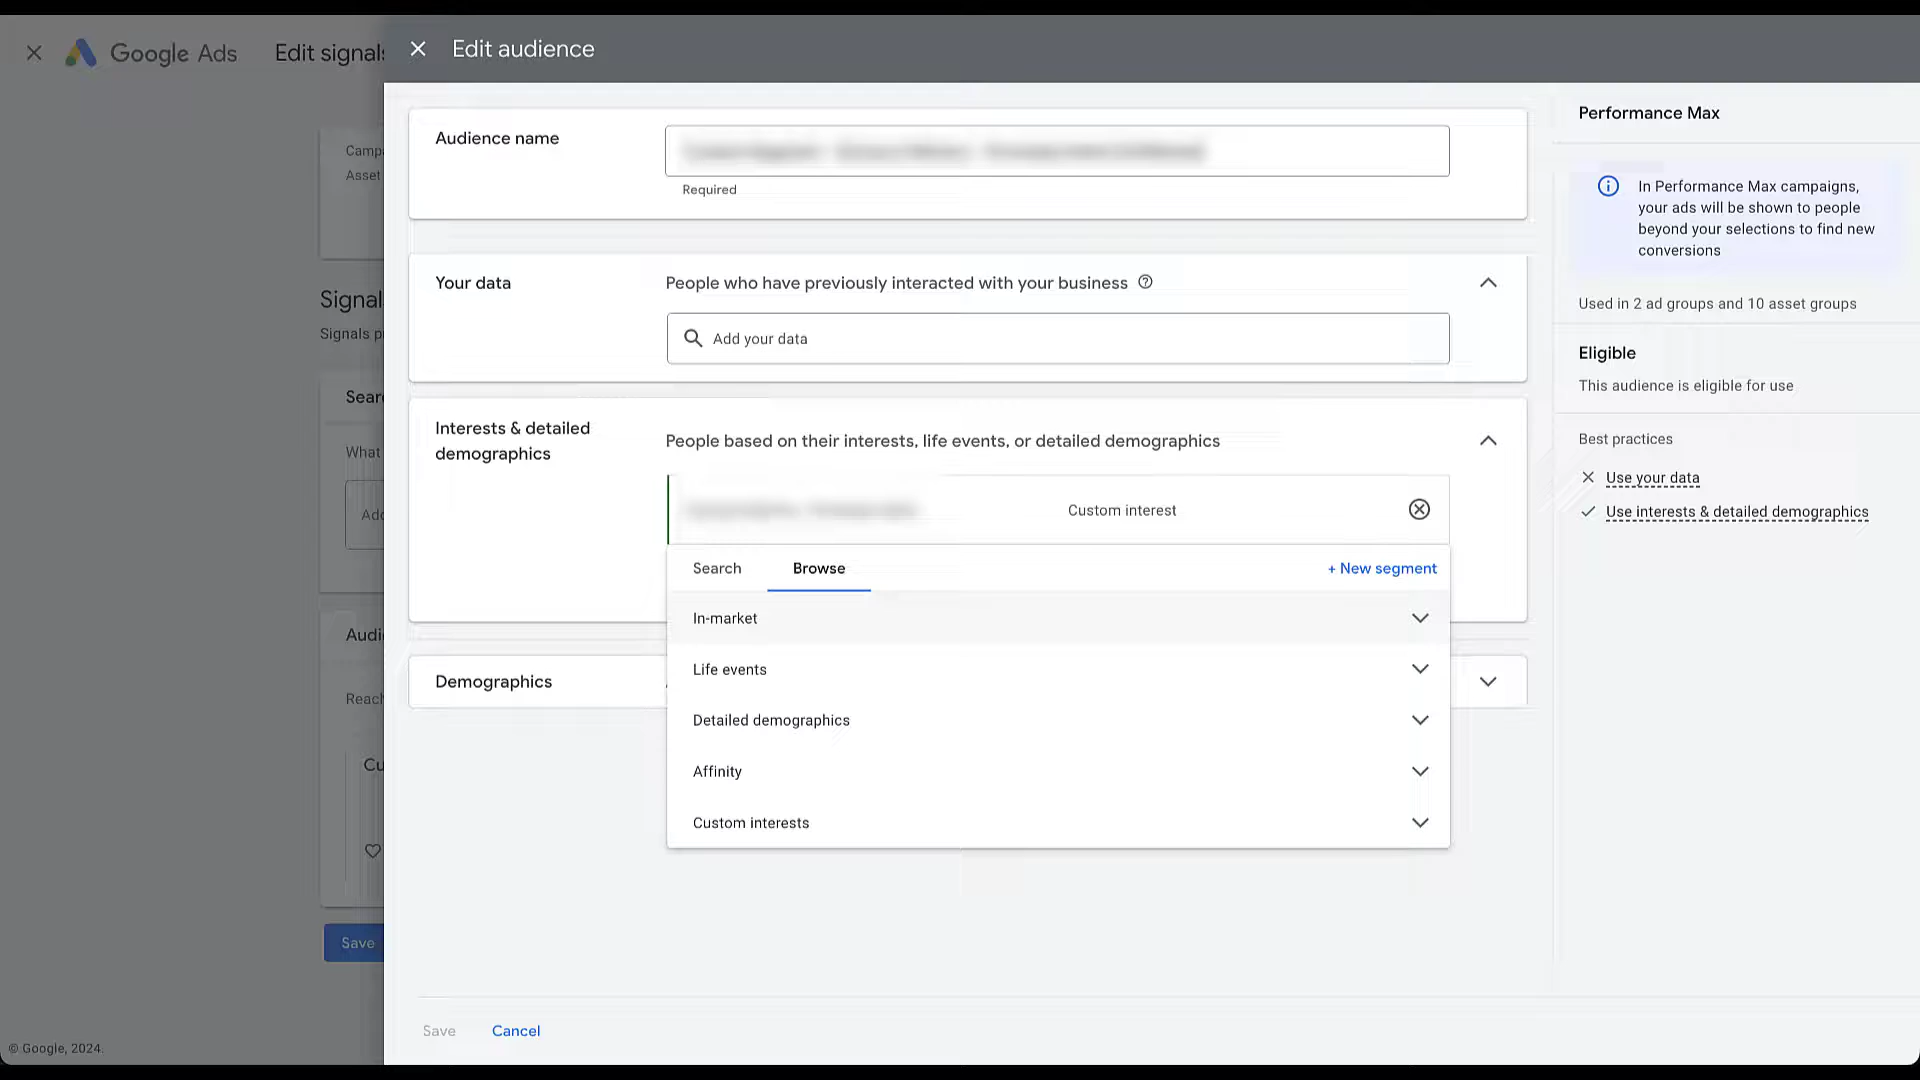 Google Ads
Edit signals
Edit audience
Performance Max
Audience name
Required
In Performance Max campaigns,
your ads will be shown to people
beyond your selections to find new
conversions
Campa
Asset
Your data
People who have previously interacted with your business
Add your data
Used in 2 ad groups and 10 asset groups
Signal
Signals p
Eligible
This audience is eligible for use
Sear
What
Add
Interests & detailed
demographics
People based on their interests, life events, or detailed demographics
Custom interest
Best practices
Use your data
Use interests & detailed demographics
Search
Browse
+ New segment
In-market
Life events
Detailed demographics
Affinity
Custom interests
Audi
Reach
Cu
Demographics
Save
Save
Cancel
© Google, 2024.